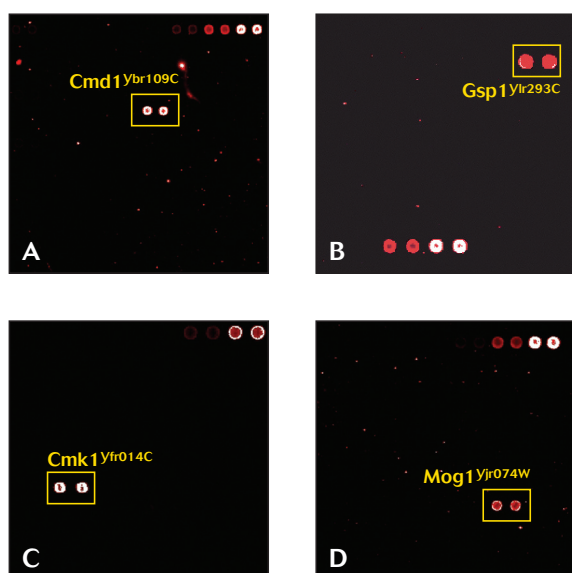 Cmd1ybr109C
A
Gsp1ylr293C
B
Cmk1yfr014C
C
Mog1yjr074W
D